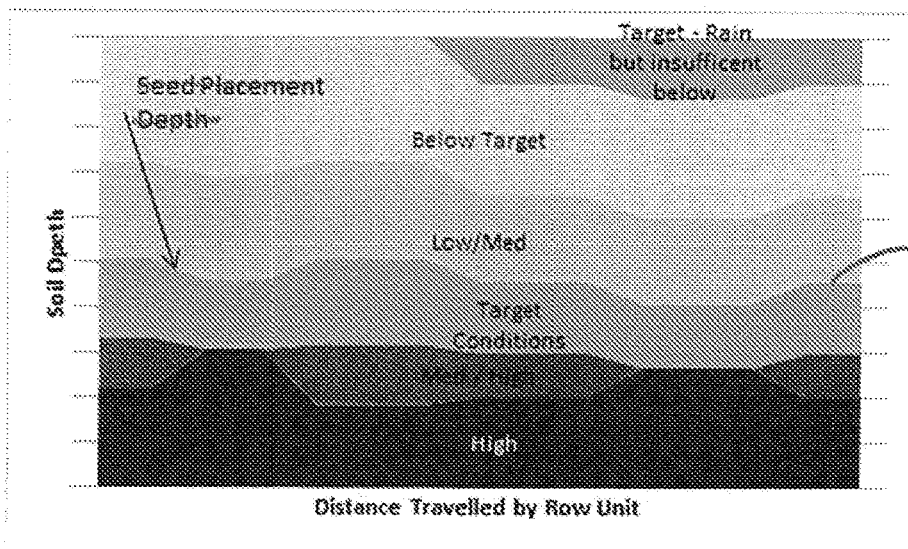 Target - Rain
but insufficent
below
Seed Placement
Depth
Below Target
Low/Med
Target
Conditions
Med / High
High
Soil Dpeth
Distance Travelled by Row Unit